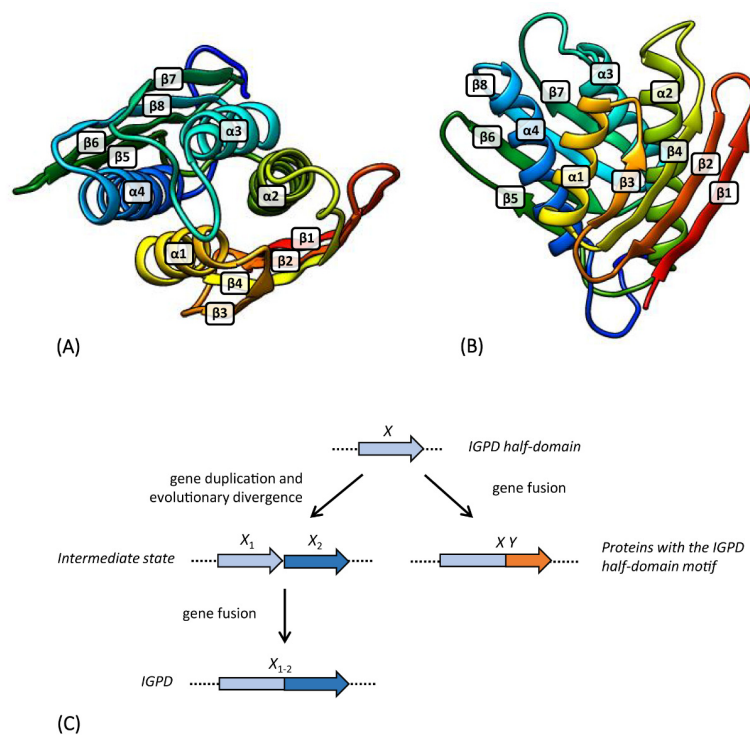 β7
β8
α3
β6
β5
α4
α2
α1
β1
β2
β4
β3
(A)
β8
α3
β7
α2
β6
α4
β4
β2
α1
β3
β1
β5
(B)
X
IGPD half-domain
gene duplication and
evolutionary divergence
gene fusion
X1
X2
X Y
Intermediate state
Proteins with the IGPD
half-domain motif
gene fusion
X1-2
IGPD
(C)